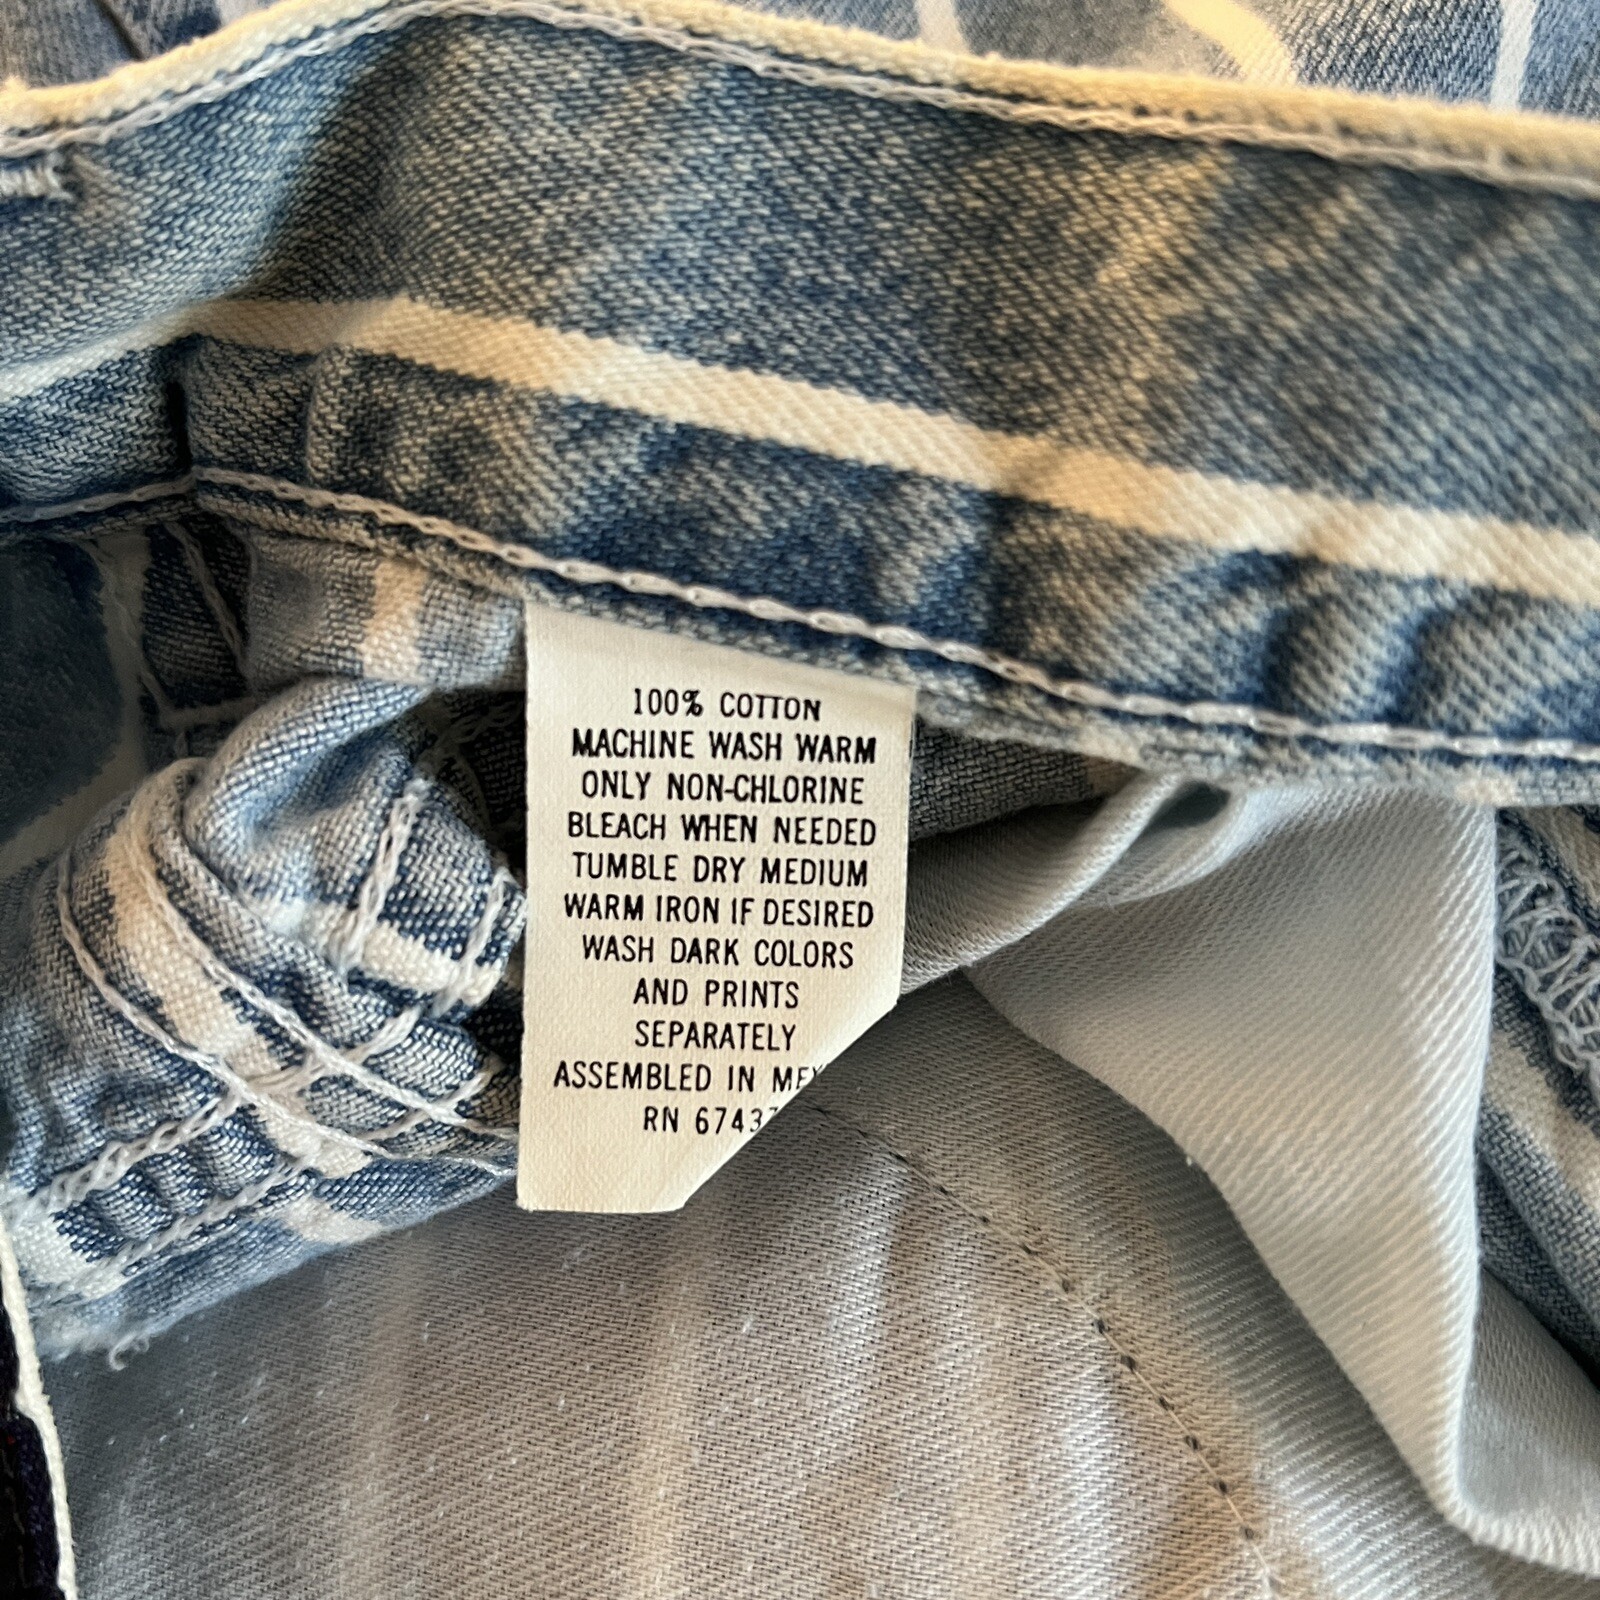 100% COTTON
MACHINE WASH WARM
ONLY NON-CHLORINE
BLEACH WHEN NEEDED
TUMBLE DRY MEDIUM
WARM IRON IF DESIRED
WASH DARK COLORS
AND PRINTS
SEPARATELY
ASSEMBLED IN
RN